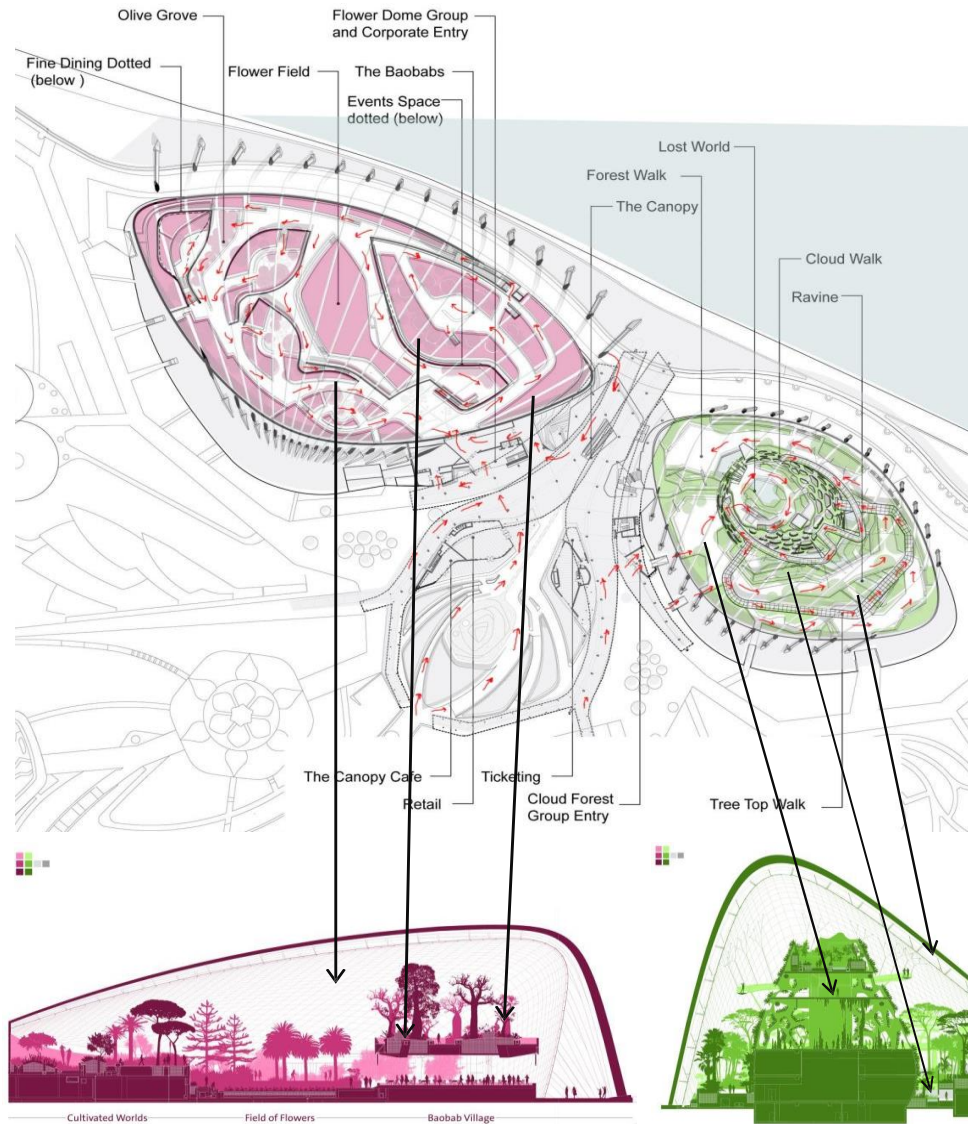 Olive Grove
Flower Dome Group
and Corporate Entry
Fine Dining Dotted
(below )
Flower Field
The Baobabs
Events Space
dotted (below)
Lost World
Forest Walk
The Canopy
Cloud Walk
Ravine
The Canopy Cafe
Ticketing
Retail
Cloud Forest
Group Entry
Tree Top Walk
Cultivated Worlds
Field of Flowers
Baobab Village